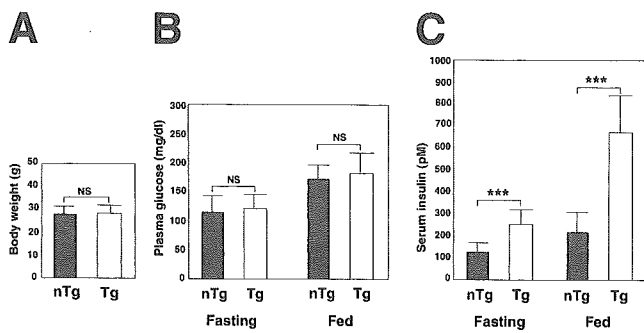 A
B
C
Body weight (g)
50
40
30
20
10
0
NS
nTg
Tg
Plasma glucose (mg/dl)
300
250
200
150
100
50
0
NS
NS
nTg
Tg
nTg
Tg
Fasting
Fed
Serum insulin (pM)
1000
900
800
700
600
500
400
300
200
100
0
***
***
nTg
Tg
nTg
Tg
Fasting
Fed